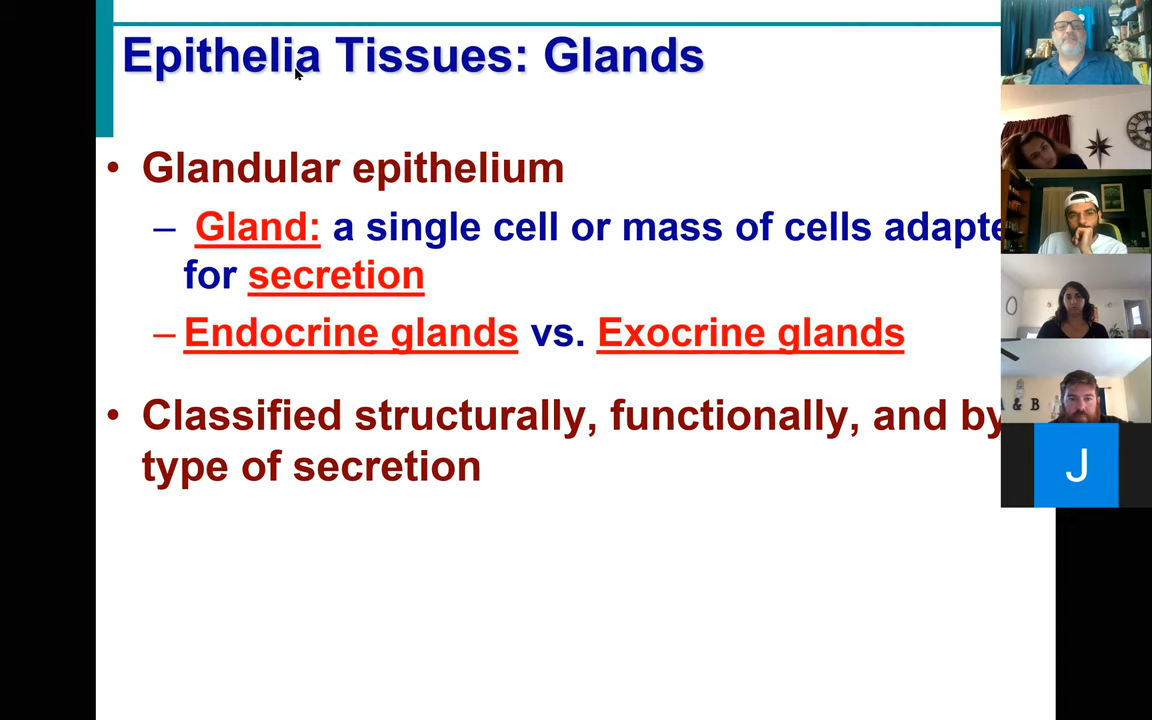 Epithelia Tissues: Glands
• Glandular epithelium
– Gland: a single cell or mass of cells adapte
for secretion
– Endocrine glands vs. Exocrine glands
• Classified structurally, functionally, and by
type of secretion
A & B
J